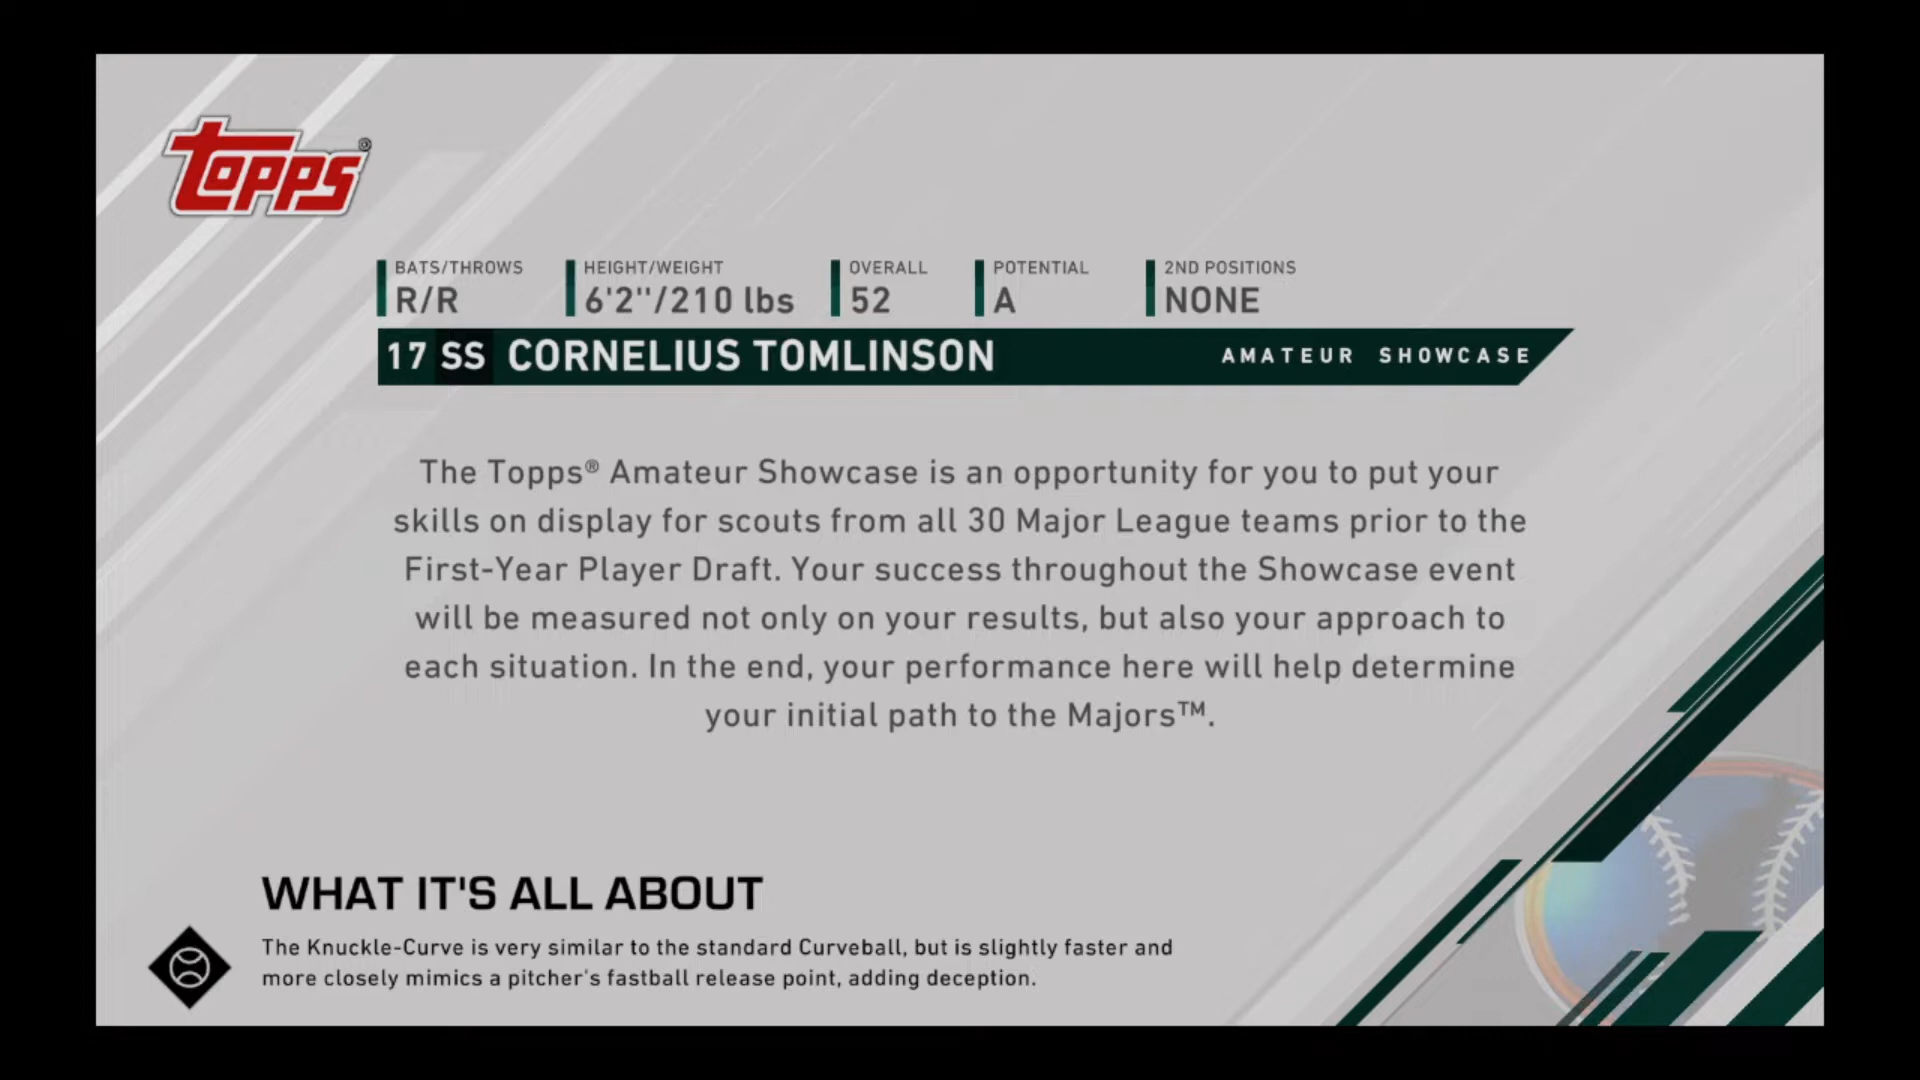 topps®
BATS/THROWS HEIGHT/WEIGHT OVERALL POTENTIAL 2ND POSITIONS
R/R 6'2"/210 lbs 52 A NONE
17 SS CORNELIUS TOMLINSON AMATEUR SHOWCASE
The Topps® Amateur Showcase is an opportunity for you to put your
skills on display for scouts from all 30 Major League teams prior to the
First-Year Player Draft. Your success throughout the Showcase event
will be measured not only on your results, but also your approach to
each situation. In the end, your performance here will help determine
your initial path to the Majors™.
WHAT IT'S ALL ABOUT
The Knuckle-Curve is very similar to the standard Curveball, but is slightly faster and
more closely mimics a pitcher's fastball release point, adding deception.